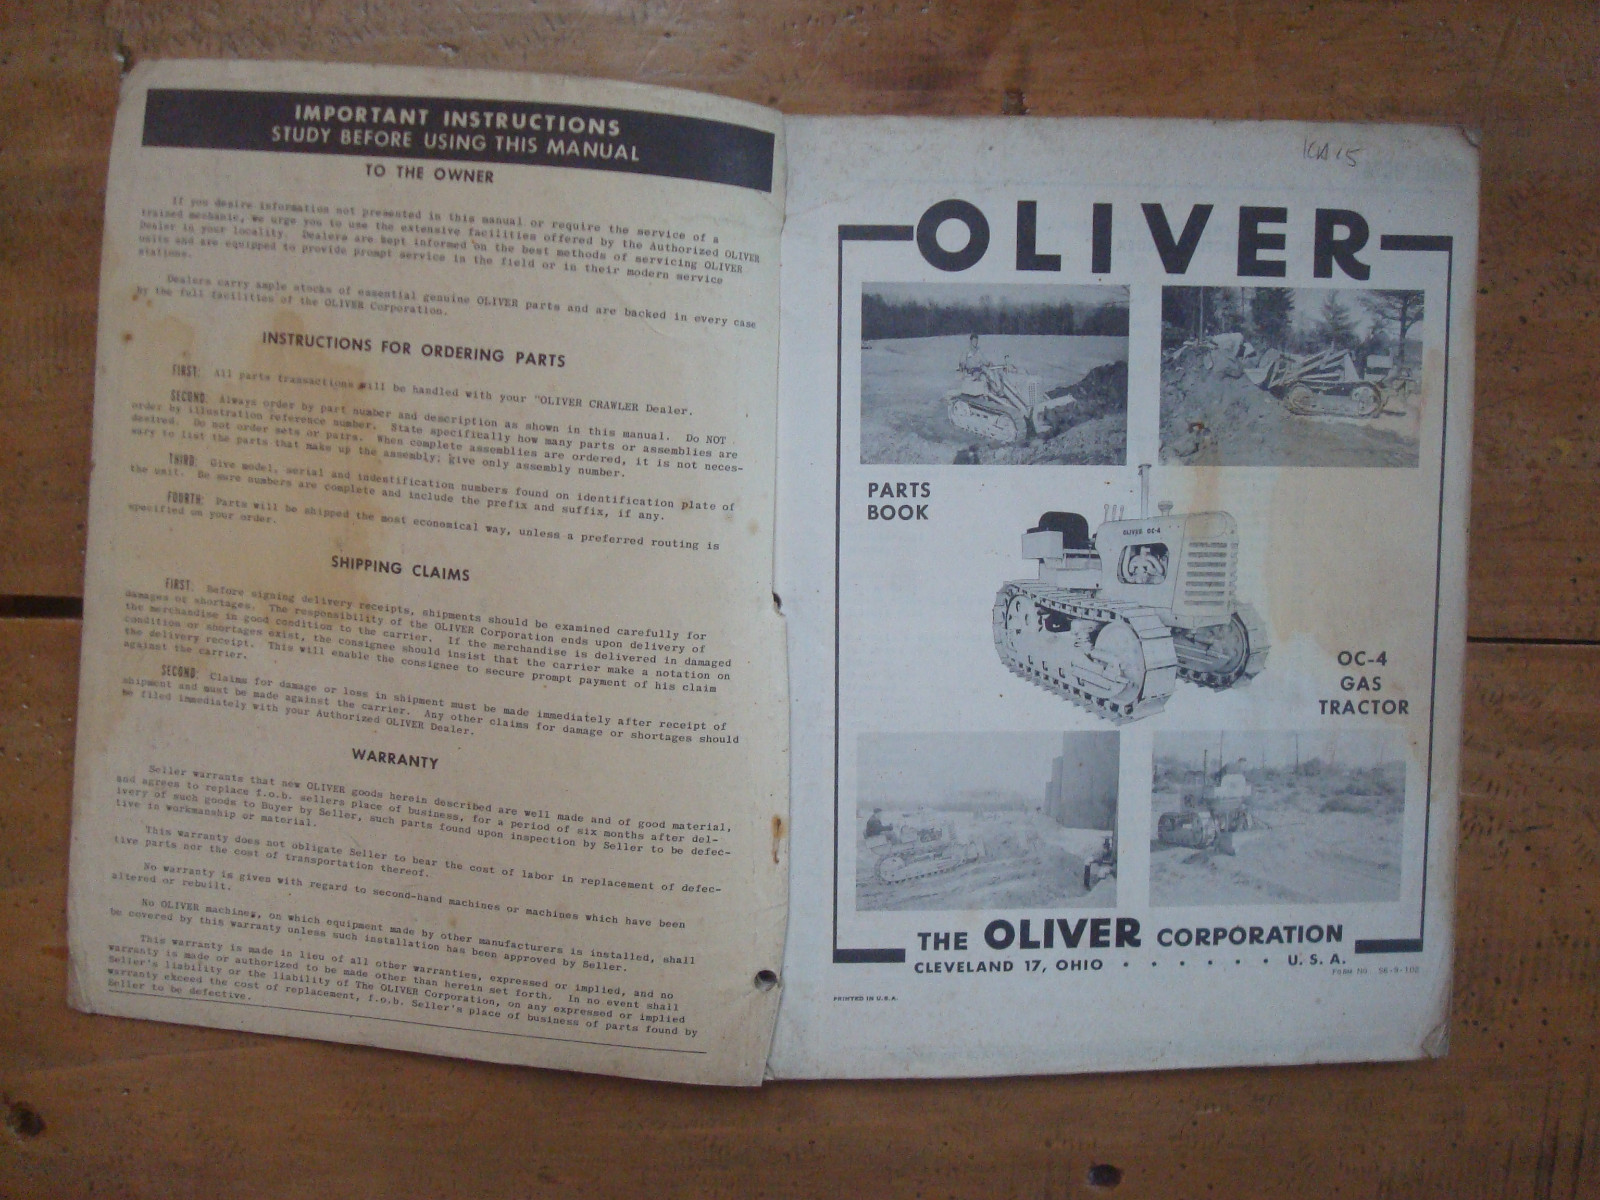 IMPORTANT INSTRUCTIONS
STUDY BEFORE USING THIS MANUAL
TO THE OWNER
If you desire information not presented in this manual or require the service of a
trained mechanic, we urge you to use the extensive facilities offered by the Authorized OLIVER
Dealer in your locality. Dealers are kept informed on the best methods of servicing OLIVER
units and are equipped to provide prompt service in the field or in their modern service
stations.
Dealers carry ample stocks of essential genuine OLIVER parts and are backed in every case
by the full facilities of the OLIVER Corporation.
INSTRUCTIONS FOR ORDERING PARTS
FIRST: All parts transactions will be handled with your "OLIVER CRAWLER Dealer.
SECOND: Always order by part number and description as shown in this manual. Do NOT
order by illustration reference number. State specifically how many parts or assemblies are
desired. Do not order sets or pairs. When complete assemblies are ordered, it is not neces-
sary to list the parts that make up the assembly; give only assembly number.
THIRD: Give model, serial and indentification numbers found on identification plate of
the unit. Be sure numbers are complete and include the prefix and suffix, if any.
FOURTH: Parts will be shipped the most economical way, unless a preferred routing is
specified on your order.
SHIPPING CLAIMS
FIRST: Before signing delivery receipts, shipments should be examined carefully for
damages or shortages. The responsibility of the OLIVER Corporation ends upon delivery of
the merchandise in good condition to the carrier. If the merchandise is delivered in damaged
condition or shortages exist, the consignee should insist that the carrier make a notation on
the delivery receipt. This will enable the consignee to secure prompt payment of his claim
against the carrier.
SECOND: Claims for damage or loss in shipment must be made immediately after receipt of
shipment and must be made against the carrier. Any other claims for damage or shortages should
be filed immediately with your Authorized OLIVER Dealer.
WARRANTY
Seller warrants that new OLIVER goods herein described are well made and of good material,
and agrees to replace f.o.b. sellers place of business, for a period of six months after del-
ivery of such goods to Buyer by Seller, such parts found upon inspection by Seller to be defec-
tive in workmanship or material.
This warranty does not obligate Seller to bear the cost of labor in replacement of defec-
tive parts nor the cost of transportation thereof.
No warranty is given with regard to second-hand machines or machines which have been
altered or rebuilt.
No OLIVER machines, on which equipment made by other manufacturers is installed, shall
be covered by this warranty unless such installation has been approved by Seller.
This warranty is made in lieu of all other warranties, expressed or implied, and no
warranty is made or authorized to be made other than herein set forth. In no event shall
Seller's liability or the liability of The OLIVER Corporation, on any expressed or implied
warranty exceed the cost of replacement, f.o.b. Seller's place of business of parts found by
Seller to be defective.
OLIVER
PARTS
BOOK
OLIVER OC-4
OC-4
GAS
TRACTOR
THE OLIVER CORPORATION
CLEVELAND 17, OHIO . . . . . . U. S. A.
FORM NO. S6-9-102
PRINTED IN U.S.A.